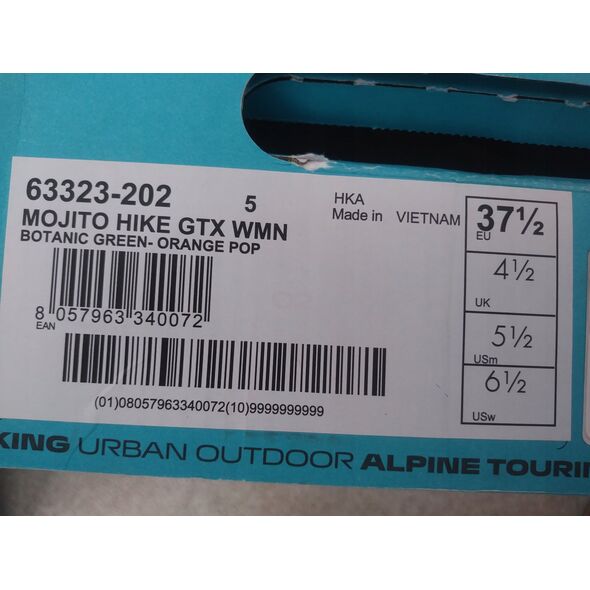 63323-202 5
MOJITO HIKE GTX WMN
BOTANIC GREEN- ORANGE POP
HKA
Made in VIETNAM
37½
EU
4½
UK
5½
USm
6½
USw
8 057963 340072
EAN
(01)08057963340072(10)9999999999
KING URBAN OUTDOOR ALPINE TOURI